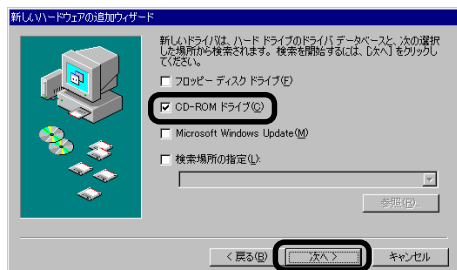 新しいハードウェアの追加ウィザード
新しいドライバは、ハード ドライブのドライバ データベースと、次の選択
した場所から検索されます。検索を開始するには、[次へ] をクリックし
てください。
フロッピー ディスク ドライブ(F)
CD-ROM ドライブ(C)
Microsoft Windows Update(M)
検索場所の指定(L):
参照(R)...
< 戻る(B)
次へ >
キャンセル